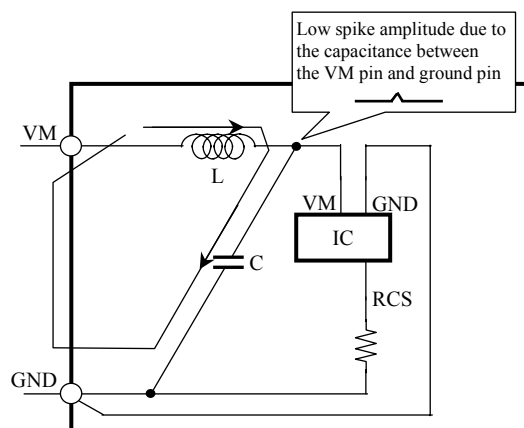 Low spike amplitude due to
the capacitance between
the VM pin and ground pin
VM
L
VM
GND
IC
C
RCS
GND